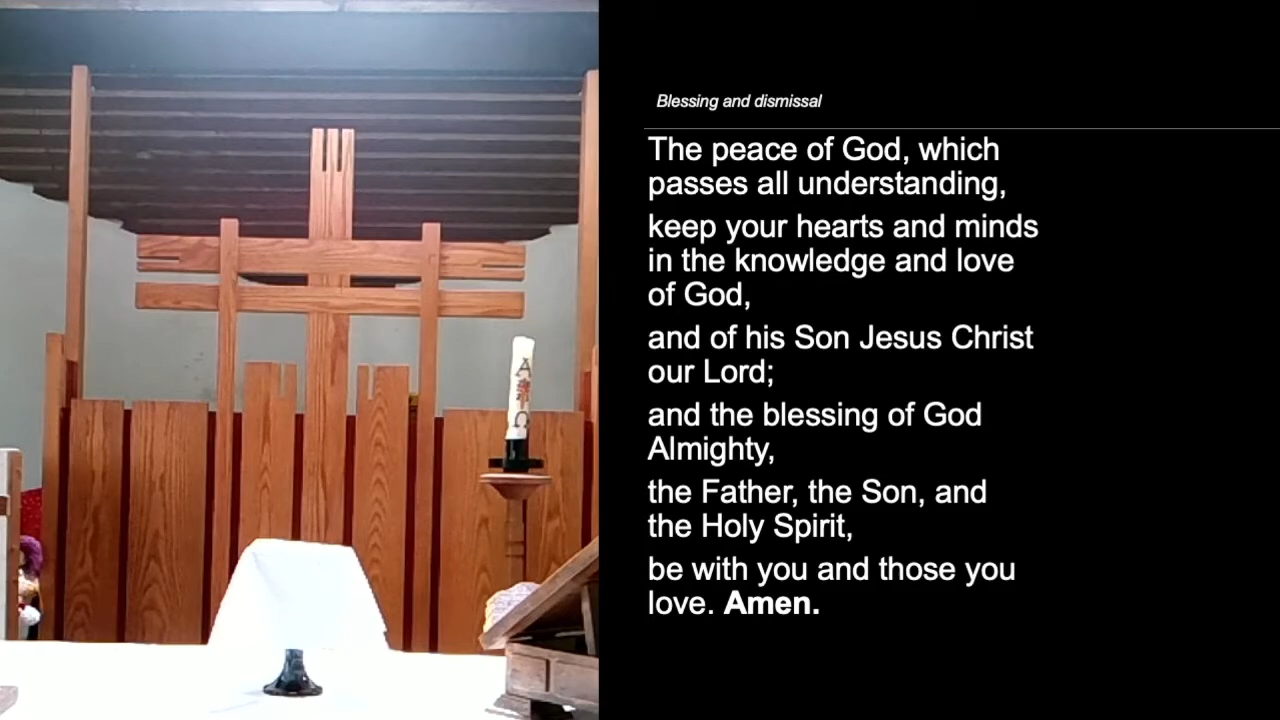 Α
Ω
Blessing and dismissal
The peace of God, which
passes all understanding,
keep your hearts and minds
in the knowledge and love
of God,
and of his Son Jesus Christ
our Lord;
and the blessing of God
Almighty,
the Father, the Son, and
the Holy Spirit,
be with you and those you
love. Amen.